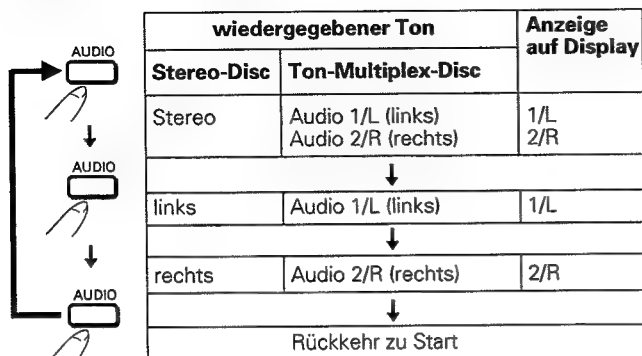 AUDIO
AUDIO
AUDIO
wiedergegebener Ton
Anzeige
auf Display
Stereo-Disc
Ton-Multiplex-Disc
Stereo
Audio 1/L (links)
1/L
Audio 2/R (rechts)
2/R
links
Audio 1/L (links)
1/L
rechts
Audio 2/R (rechts)
2/R
Rückkehr zu Start